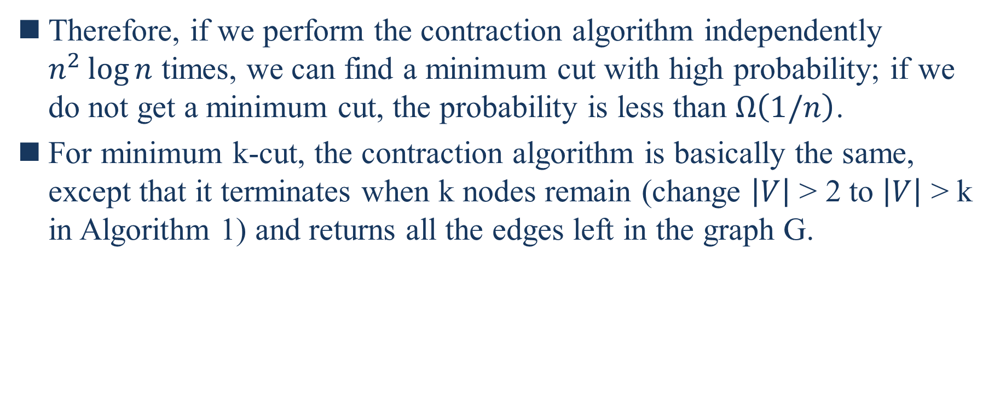 ■ Therefore, if we perform the contraction algorithm independently
n² log n times, we can find a minimum cut with high probability; if we
do not get a minimum cut, the probability is less than Ω(1/n).
■ For minimum k-cut, the contraction algorithm is basically the same,
except that it terminates when k nodes remain (change |V| > 2 to |V| > k
in Algorithm 1) and returns all the edges left in the graph G.